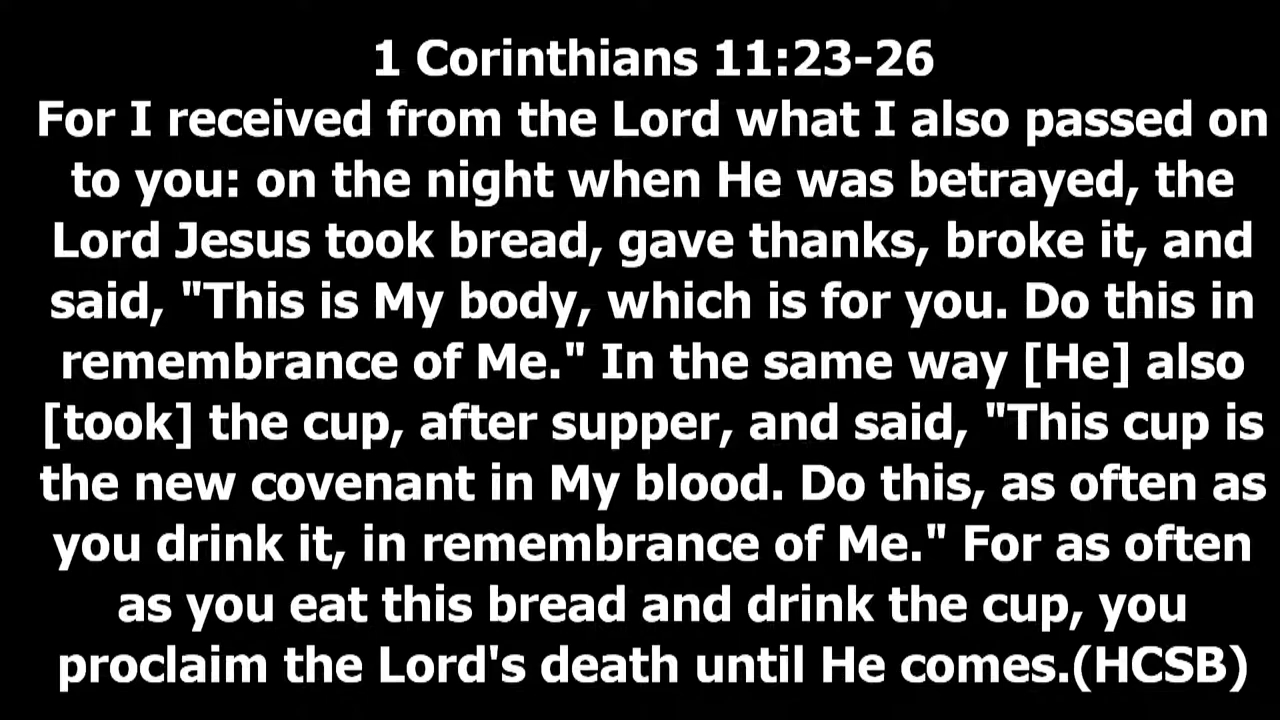 1 Corinthians 11:23-26
For I received from the Lord what I also passed on
to you: on the night when He was betrayed, the
Lord Jesus took bread, gave thanks, broke it, and
said, "This is My body, which is for you. Do this in
remembrance of Me." In the same way [He] also
[took] the cup, after supper, and said, "This cup is
the new covenant in My blood. Do this, as often as
you drink it, in remembrance of Me." For as often
as you eat this bread and drink the cup, you
proclaim the Lord's death until He comes.(HCSB)